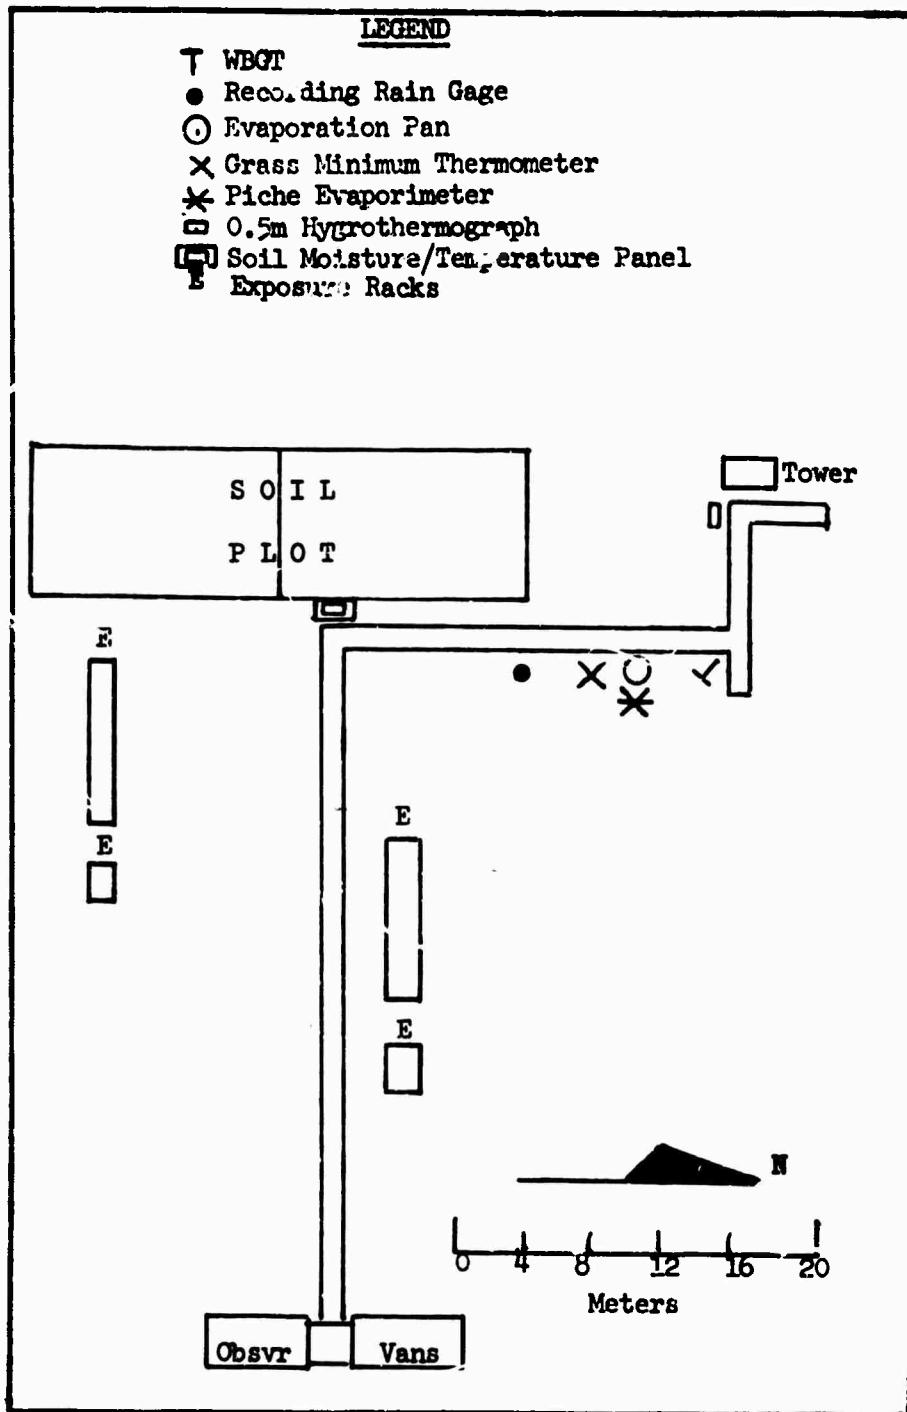 LEGEND
WBGT
Recording Rain Gage
Evaporation Pan
Grass Minimum Thermometer
Piche Evaporimeter
0.5m Hygrothermograph
Soil Moisture/Temperature Panel
E Exposure Racks
SOIL
PLOT
Tower
E
E
E
E
N
0 4 8 12 16 20
Meters
Obsvr Vans